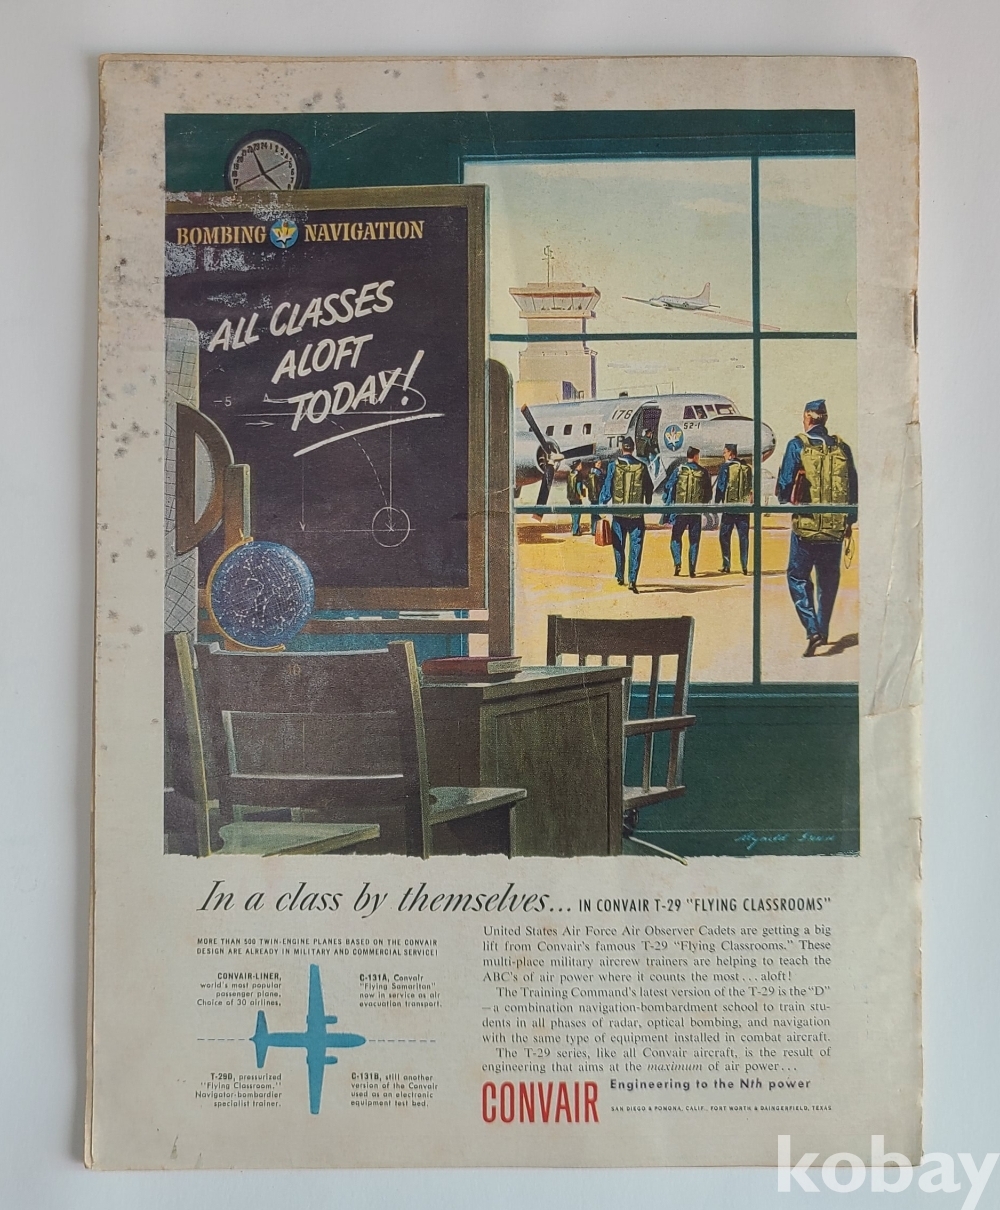 BOMBING NAVIGATION
ALL CLASSES
ALOFT
TODAY!
-5
176
TR
52-1
10
In a class by themselves... IN CONVAIR T-29 "FLYING CLASSROOMS"
MORE THAN 500 TWIN-ENGINE PLANES BASED ON THE CONVAIR
DESIGN ARE ALREADY IN MILITARY AND COMMERCIAL SERVICE!
CONVAIR-LINER,
world's most popular
passenger plane.
Choice of 30 airlines.
C-131A, Convair
"Flying Samaritan"
now in service as air
evacuation transport.
T-29D, pressurized
"Flying Classroom."
Navigator-bombardier
specialist trainer.
C-131B, still another
version of the Convair
used as an electronic
equipment test bed.
United States Air Force Air Observer Cadets are getting a big
lift from Convair's famous T-29 "Flying Classrooms." These
multi-place military aircrew trainers are helping to teach the
ABC's of air power where it counts the most...aloft!
The Training Command's latest version of the T-29 is the "D"
—a combination navigation-bombardment school to train stu-
dents in all phases of radar, optical bombing, and navigation
with the same type of equipment installed in combat aircraft.
The T-29 series, like all Convair aircraft, is the result of
engineering that aims at the maximum of air power...
CONVAIR
Engineering to the Nth power
SAN DIEGO & POMONA, CALIF., FORT WORTH & DAINGERFIELD, TEXAS
kobay